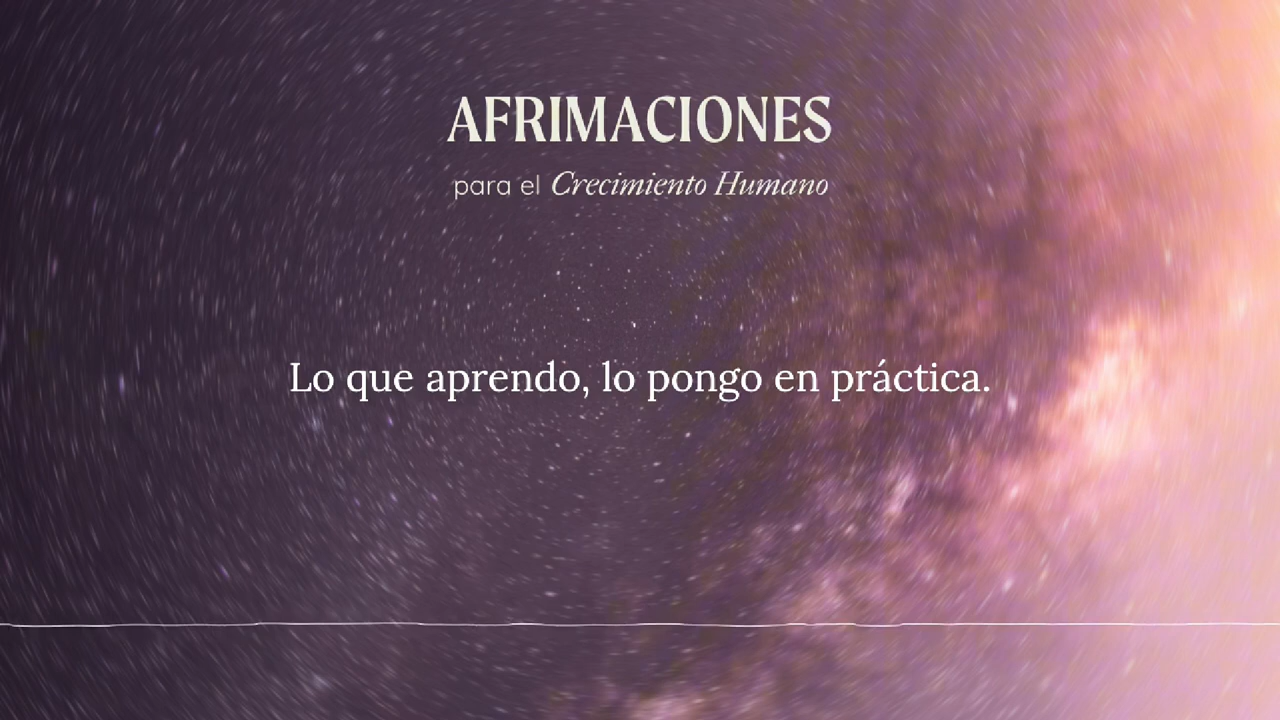 AFRIMACIONES
para el Crecimiento Humano
Lo que aprendo, lo pongo en práctica.